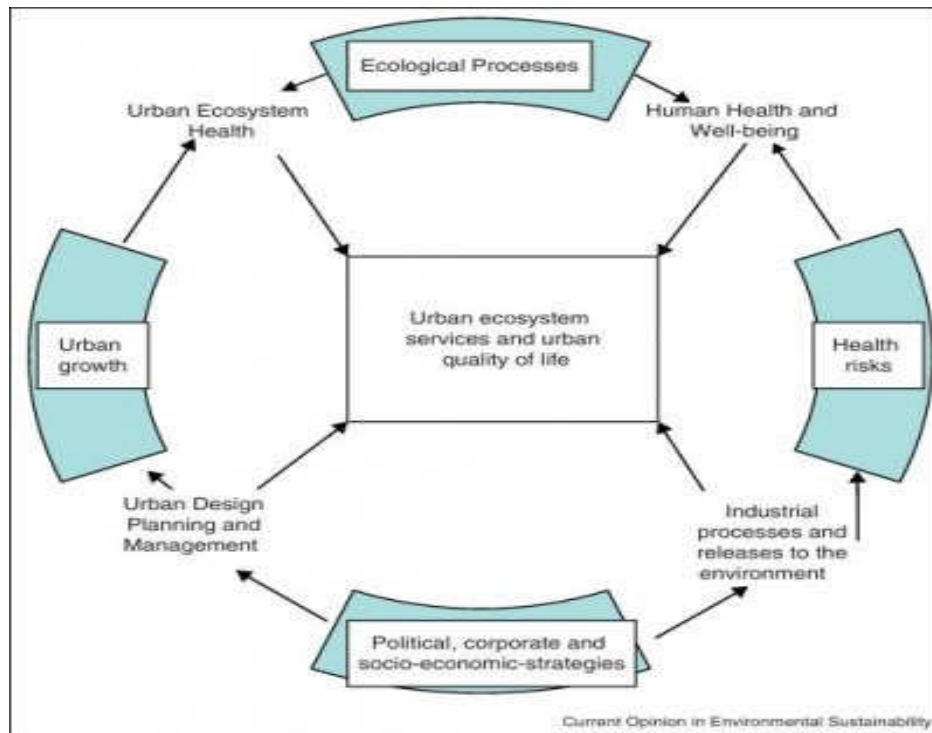 Ecological Processes
Urban Ecosystem
Health
Human Health and
Well-being
Urban
growth
Urban ecosystem
services and urban
quality of life
Health
risks
Urban Design
Planning and
Management
Industrial
processes and
releases to the
environment
Political, corporate and
socio-economic-strategies
Current Opinion in Environmental Sustainability